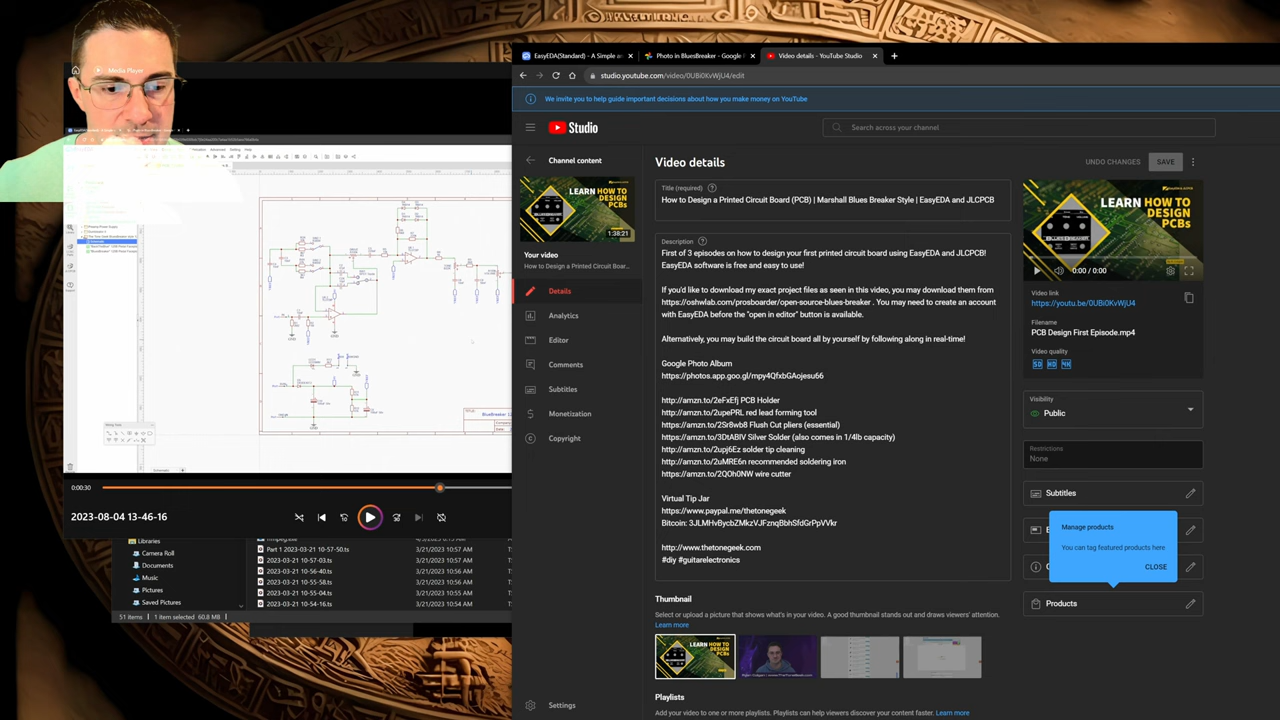 Media Player
0:00:30
2023-08-04 13-46-16
Libraries
Camera Roll
Documents
Music
Pictures
Saved Pictures
Part 1 2023-03-21 10-57-50.ts 3/21/2023 10:57 AM
2023-03-21 10-57-03.ts 3/21/2023 10:57 AM
2023-03-21 10-56-40.ts 3/21/2023 10:56 AM
2023-03-21 10-55-58.ts 3/21/2023 10:56 AM
2023-03-21 10-55-04.ts 3/21/2023 10:55 AM
2023-03-21 10-54-16.ts 3/21/2023 10:54 AM
51 items 1 item selected 60.8 MB
EasyEDA(Standard) - A Simple an
Photo in BluesBreaker - Google P
Video details - YouTube Studio
studio.youtube.com/video/0UBi0KvWjU4/edit
We invite you to help guide important decisions about how you make money on YouTube
Studio
Search across your channel
Channel content
LEARN HOW TO DESIGN PCBs
1:38:21
Your video
How to Design a Printed Circuit Boa...
Details
Analytics
Editor
Comments
Subtitles
Monetization
Copyright
Settings
Video details
UNDO CHANGES
SAVE
Title (required)
How to Design a Printed Circuit Board (PCB) | Marshall Blues Breaker Style | EasyEDA and JLCPCB
Description
First of 3 episodes on how to design your first printed circuit board using EasyEDA and JLCPCB!
EasyEDA software is free and easy to use!
If you'd like to download my exact project files as seen in this video, you may download them from
https://oshwlab.com/prosboarder/open-source-blues-breaker . You may need to create an account
with EasyEDA before the "open in editor" button is available.
Alternatively, you may build the circuit board all by yourself by following along in real-time!
Google Photo Album
https://photos.app.goo.gl/mpy4QfxbGAojesu66
http://amzn.to/2eFxEfj PCB Holder
http://amzn.to/2upePRL red lead forming tool
https://amzn.to/2Sr8wb8 Flush Cut pliers (essential)
https://amzn.to/3DtABIV Silver Solder (also comes in 1/4lb capacity)
http://amzn.to/2upj6Ez solder tip cleaning
http://amzn.to/2uMRE6n recommended soldering iron
https://amzn.to/2QOh0NW wire cutter
Virtual Tip Jar
https://www.paypal.me/thetonegeek
Bitcoin: 3JLMHvBycbZMkzVJFznqBbhSfdGrPpVVkr
http://www.thetonegeek.com
#diy #guitarelectronics
Thumbnail
Select or upload a picture that shows what's in your video. A good thumbnail stands out and draws viewers' attention.
Learn more
LEARN HOW TO DESIGN PCBs
Playlists
Add your video to one or more playlists. Playlists can help viewers discover your content faster. Learn more
LEARN HOW TO DESIGN PCBs
BLUESBREAKER
0:00 / 0:00
Video link
https://youtu.be/0UBi0KvWjU4
Filename
PCB Design First Episode.mp4
Video quality
SD HD 4K
Visibility
Public
Restrictions
None
Subtitles
Manage products
You can tag featured products here
CLOSE
Products